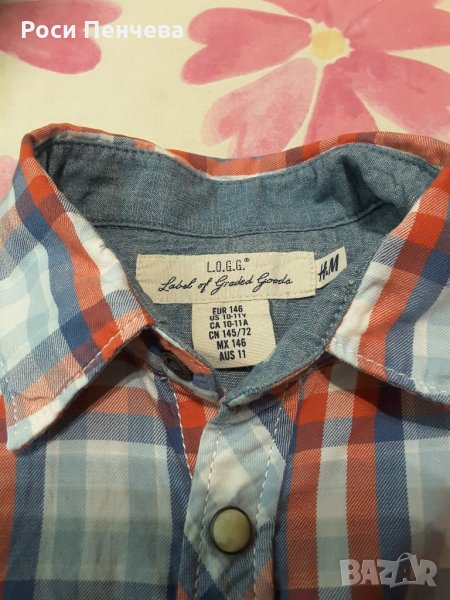 Роси Пенчева
L.O.G.G.®
Label of Graded Goods
H&M
EUR 146
US 10-11Y
CA 10-11A
CN 145/72
MX 146
AUS 11
BAZAR